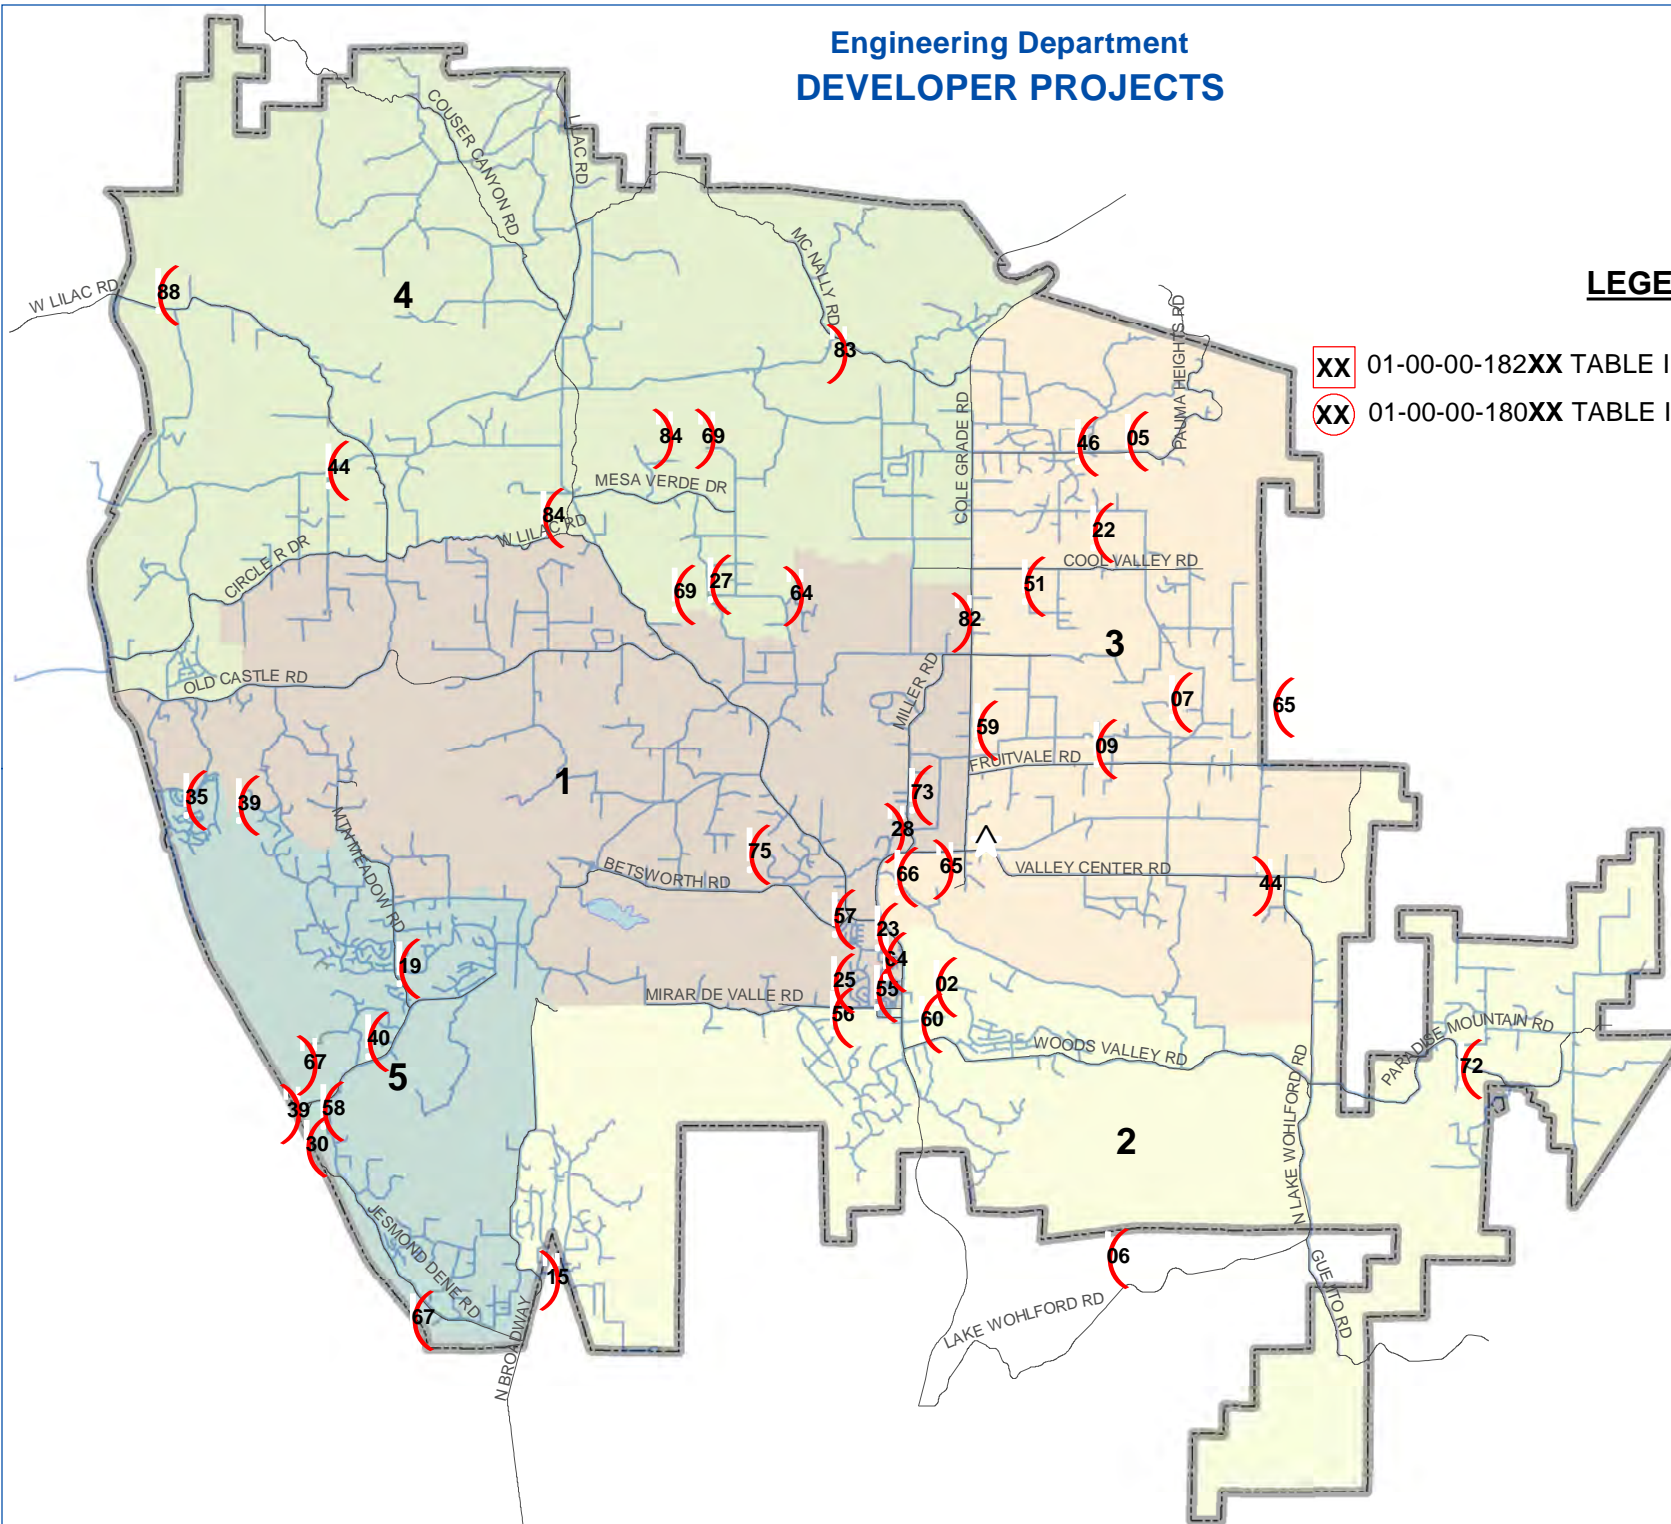 Engineering Department
DEVELOPER PROJECTS
LEGE
XX 01-00-00-182XX TABLE I
XX 01-00-00-180XX TABLE I
COUSER CANYON RD
LILAC RD
MC NALLY RD
W LILAC RD
88
4
83
PAUMA HEIGHTS RD
COLE GRADE RD
84
69
46
05
44
MESA VERDE DR
84
W LILAC RD
22
CIRCLE R DR
COOL VALLEY RD
69
27
64
51
82
3
OLD CASTLE RD
MILLER RD
07
65
59
09
FRUITVALE RD
1
35
39
73
MTN MEADOW RD
28
75
BETSWORTH RD
66
65
VALLEY CENTER RD
44
57
23
19
64
25
55
02
MIRAR DE VALLE RD
56
60
40
WOODS VALLEY RD
PARADISE MOUNTAIN RD
67
5
72
39
58
30
2
N LAKE WOHLFORD RD
JESMOND DENE RD
06
15
GUEJITO RD
67
LAKE WOHLFORD RD
N BROADWAY